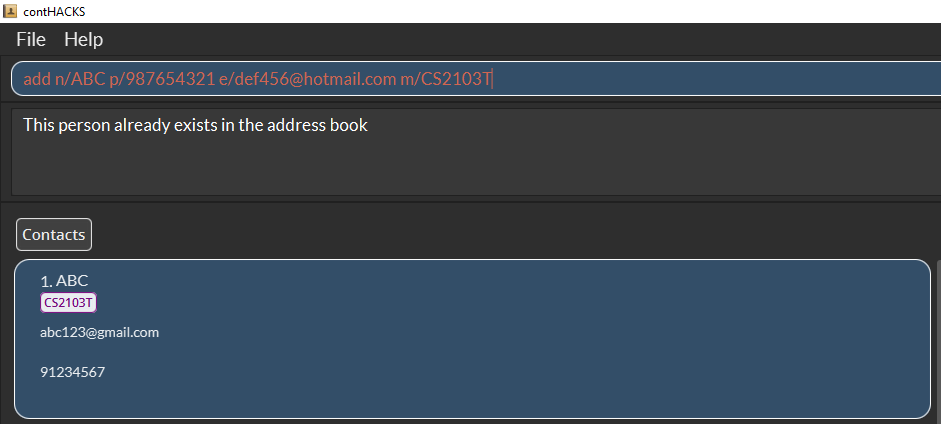 contHACKS
File Help
add n/ABC p/987654321 e/def456@hotmail.com m/CS2103T
This person already exists in the address book
Contacts
1. ABC
CS2103T
abc123@gmail.com
91234567